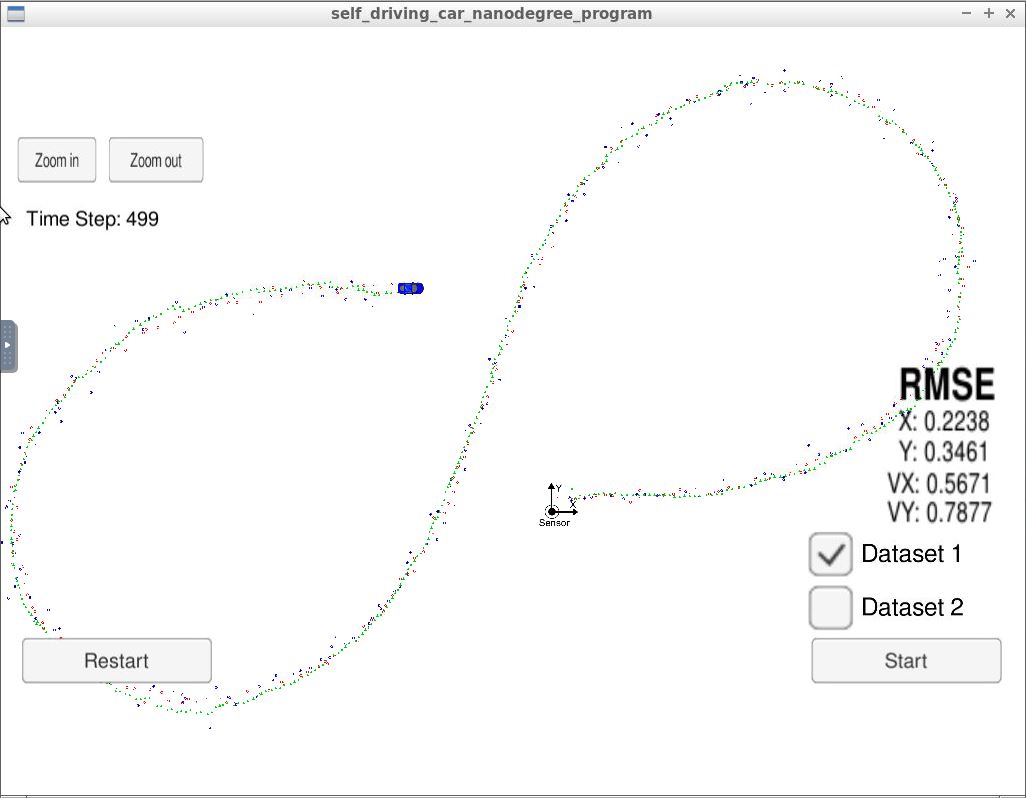 self_driving_car_nanodegree_program
Zoom in
Zoom out
Time Step: 499
RMSE
X: 0.2238
Y: 0.3461
VX: 0.5671
VY: 0.7877
Y
X
Sensor
Dataset 1
Dataset 2
Restart
Start